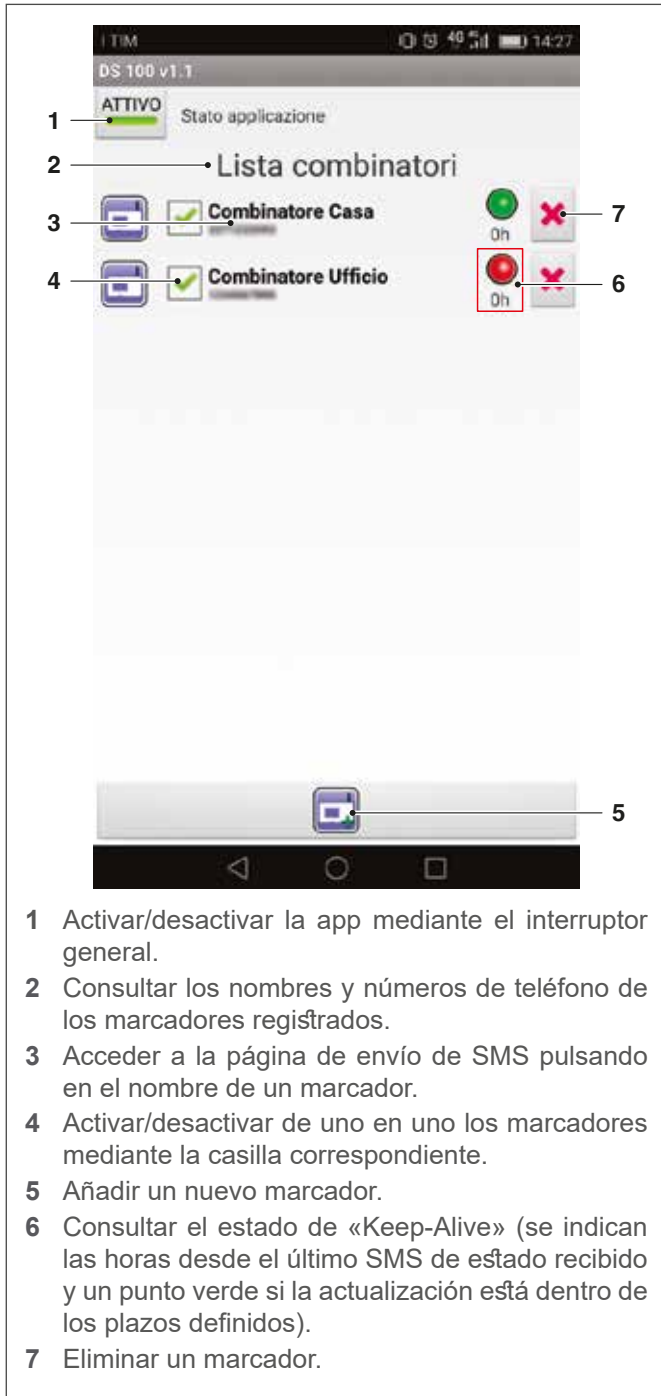 I TIM 4G 14:27
DS 100 v1.1
ATTIVO
Stato applicazione
1
2
Lista combinatori
3
Combinatore Casa
0h
7
4
Combinatore Ufficio
0h
6
5
1 Activar/desactivar la app mediante el interruptor
general.
2 Consultar los nombres y números de teléfono de
los marcadores registrados.
3 Acceder a la página de envío de SMS pulsando
en el nombre de un marcador.
4 Activar/desactivar de uno en uno los marcadores
mediante la casilla correspondiente.
5 Añadir un nuevo marcador.
6 Consultar el estado de «Keep-Alive» (se indican
las horas desde el último SMS de estado recibido
y un punto verde si la actualización está dentro de
los plazos definidos).
7 Eliminar un marcador.